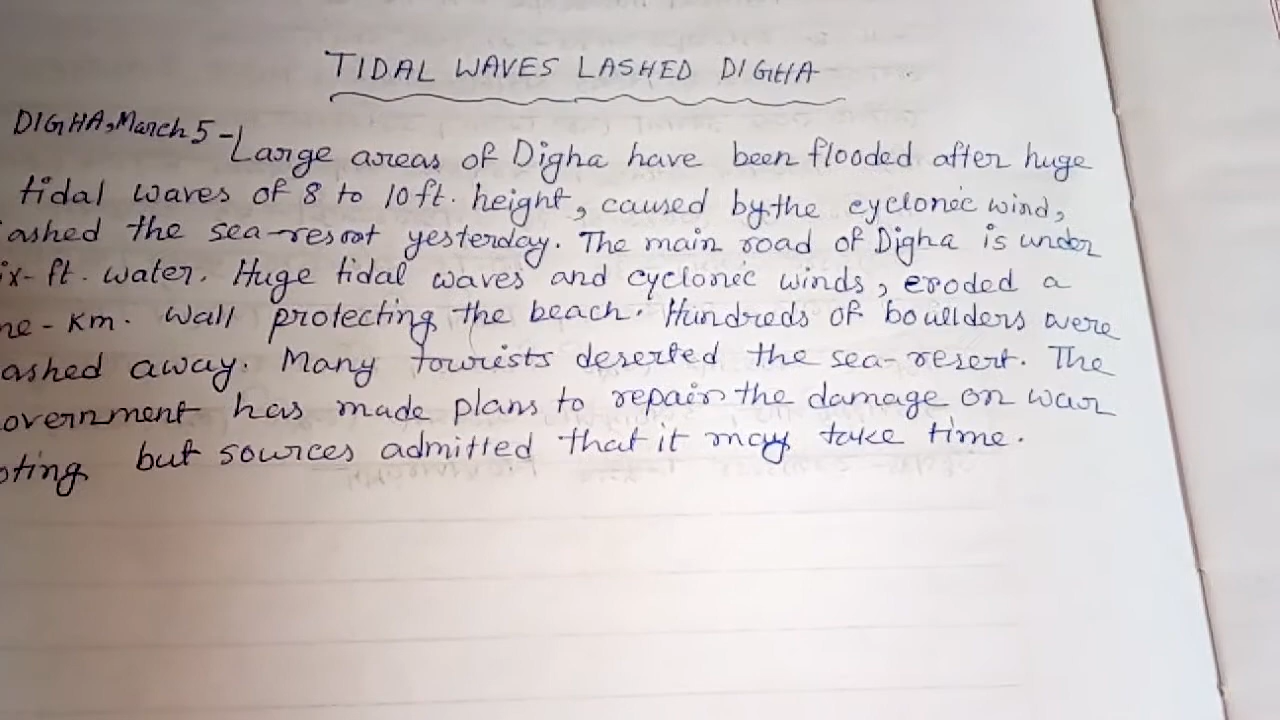 TIDAL WAVES LASHED DIGHA
DIGHA, March 5 - Large areas of Digha have been flooded after huge
tidal waves of 8 to 10 ft. height, caused by the cyclonic wind,
ashed the sea-resort yesterday. The main road of Digha is under
ix-ft. water. Huge tidal waves and cyclonic winds, eroded a
ne-Km. wall protecting the beach. Hundreds of boulders were
ashed away. Many tourists deserted the sea-resert. The
overnment has made plans to repair the damage on war
oting but sources admitted that it may take time.